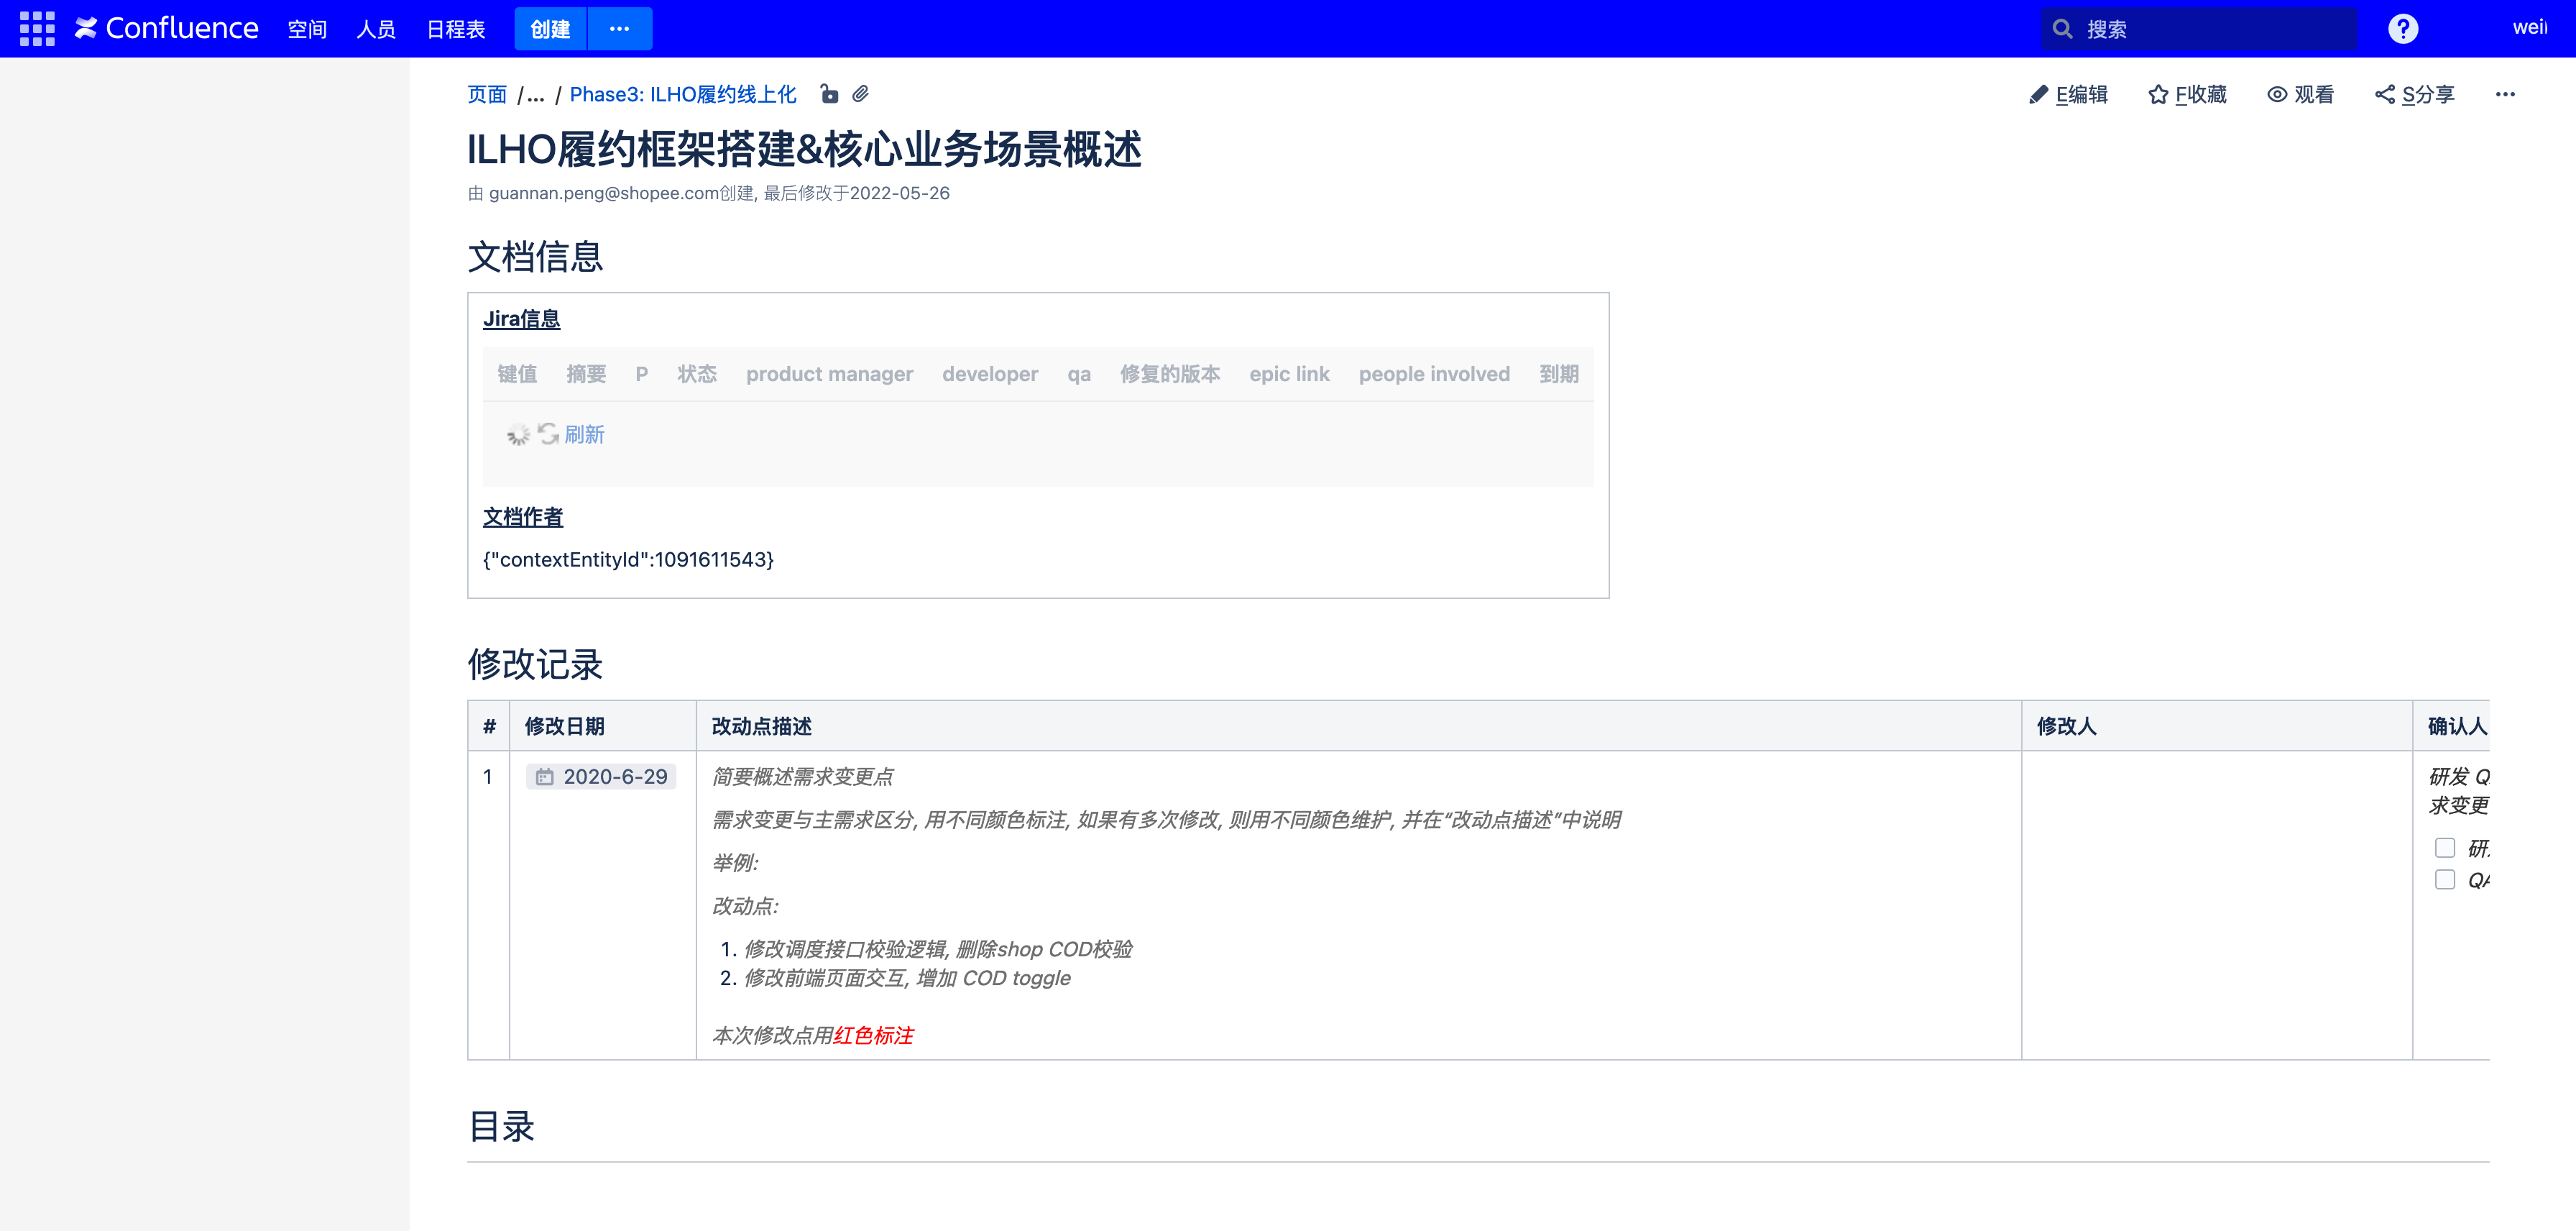 Confluence 空间 人员 日程表 创建 ··· 搜索 ? weil
页面 /... / Phase3: ILHO履约线上化 E编辑 F收藏 观看 S分享 ···
ILHO履约框架搭建&核心业务场景概述
由 guannan.peng@shopee.com创建, 最后修改于2022-05-26
文档信息
Jira信息
键值 摘要 P 状态 product manager developer qa 修复的版本 epic link people involved 到期
刷新
文档作者
{"contextEntityId":1091611543}
修改记录
# 修改日期 改动点描述 修改人 确认人
1 2020-6-29 简要概述需求变更点 研发 Q
求变更
需求变更与主需求区分, 用不同颜色标注, 如果有多次修改, 则用不同颜色维护, 并在“改动点描述”中说明
研
举例:
QA
改动点:
1. 修改调度接口校验逻辑, 删除shop COD校验
2. 修改前端页面交互, 增加 COD toggle
本次修改点用红色标注
目录